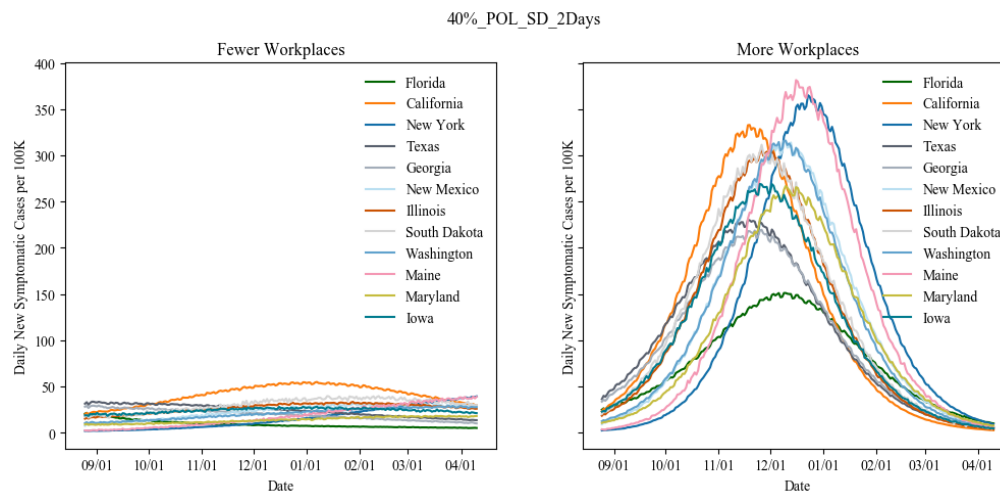 40%_POL_SD_2Days
Fewer Workplaces
Daily New Symptomatic Cases per 100K
400
350
300
250
200
150
100
50
0
Florida
California
New York
Texas
Georgia
New Mexico
Illinois
South Dakota
Washington
Maine
Maryland
Iowa
09/01 10/01 11/01 12/01 01/01 02/01 03/01 04/01
Date
More Workplaces
Daily New Symptomatic Cases per 100K
Florida
California
New York
Texas
Georgia
New Mexico
Illinois
South Dakota
Washington
Maine
Maryland
Iowa
09/01 10/01 11/01 12/01 01/01 02/01 03/01 04/01
Date